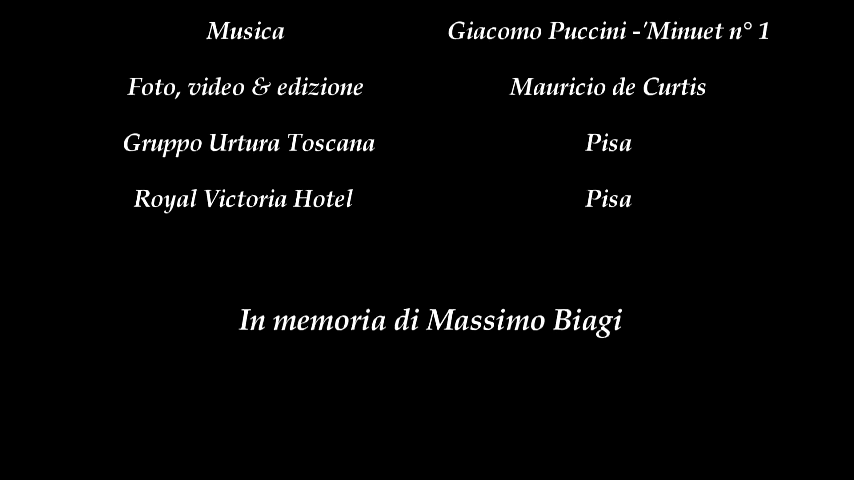 Musica Giacomo Puccini -'Minuet n° 1
Foto, video & edizione Mauricio de Curtis
Gruppo Urtura Toscana Pisa
Royal Victoria Hotel Pisa
In memoria di Massimo Biagi